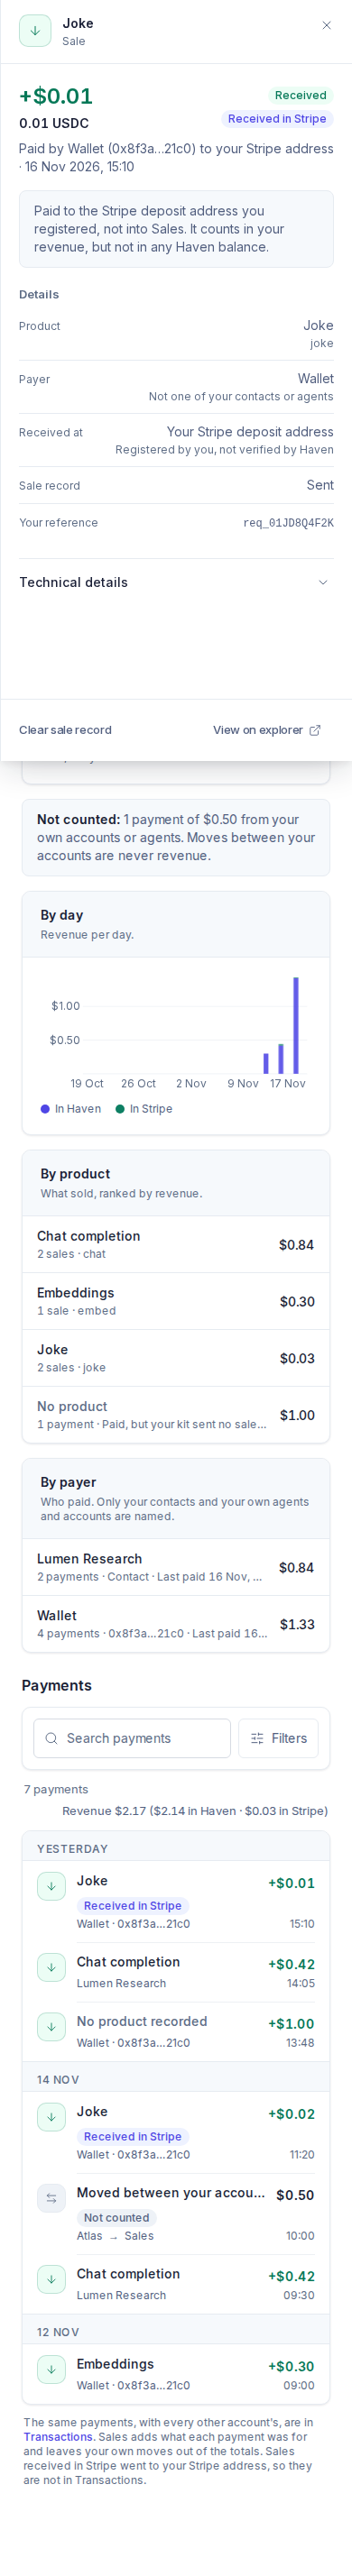 Joke
Sale
+$0.01
Received
0.01 USDC
Received in Stripe
Paid by Wallet (0x8f3a…21c0) to your Stripe address
· 16 Nov 2026, 15:10
Paid to the Stripe deposit address you
registered, not into Sales. It counts in your
revenue, but not in any Haven balance.
Details
Product
Joke
joke
Payer
Wallet
Not one of your contacts or agents
Received at
Your Stripe deposit address
Registered by you, not verified by Haven
Sale record
Sent
Your reference
req_01JD8Q4F2K
Technical details
Clear sale record
View on explorer
Not counted: 1 payment of $0.50 from your
own accounts or agents. Moves between your
accounts are never revenue.
By day
Revenue per day.
$1.00
$0.50
19 Oct 26 Oct 2 Nov 9 Nov 17 Nov
In Haven In Stripe
By product
What sold, ranked by revenue.
Chat completion
2 sales · chat
$0.84
Embeddings
1 sale · embed
$0.30
Joke
2 sales · joke
$0.03
No product
1 payment · Paid, but your kit sent no sale…
$1.00
By payer
Who paid. Only your contacts and your own agents
and accounts are named.
Lumen Research
2 payments · Contact · Last paid 16 Nov, …
$0.84
Wallet
4 payments · 0x8f3a…21c0 · Last paid 16…
$1.33
Payments
Search payments
Filters
7 payments
Revenue $2.17 ($2.14 in Haven · $0.03 in Stripe)
YESTERDAY
Joke
+$0.01
Received in Stripe
Wallet · 0x8f3a…21c0
15:10
Chat completion
+$0.42
Lumen Research
14:05
No product recorded
+$1.00
Wallet · 0x8f3a…21c0
13:48
14 NOV
Joke
+$0.02
Received in Stripe
Wallet · 0x8f3a…21c0
11:20
Moved between your accou…
$0.50
Not counted
Atlas → Sales
10:00
Chat completion
+$0.42
Lumen Research
09:30
12 NOV
Embeddings
+$0.30
Wallet · 0x8f3a…21c0
09:00
The same payments, with every other account's, are in
Transactions. Sales adds what each payment was for
and leaves your own moves out of the totals. Sales
received in Stripe went to your Stripe address, so they
are not in Transactions.